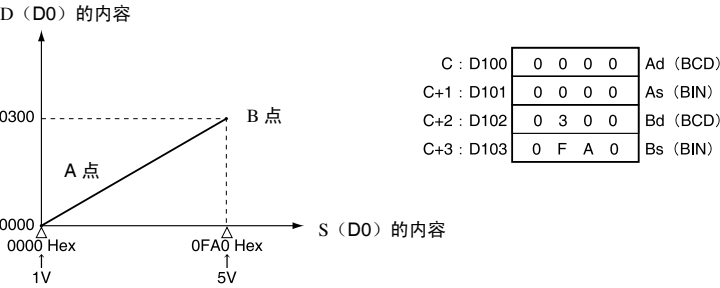 D（D0）的内容
0300
B 点
A 点
0000
S（D0）的内容
0000 Hex
0FA0 Hex
↑
↑
1V
5V
C：D100 0 0 0 0 Ad（BCD）
C+1：D101 0 0 0 0 As（BIN）
C+2：D102 0 3 0 0 Bd（BCD）
C+3：D103 0 F A 0 Bs（BIN）